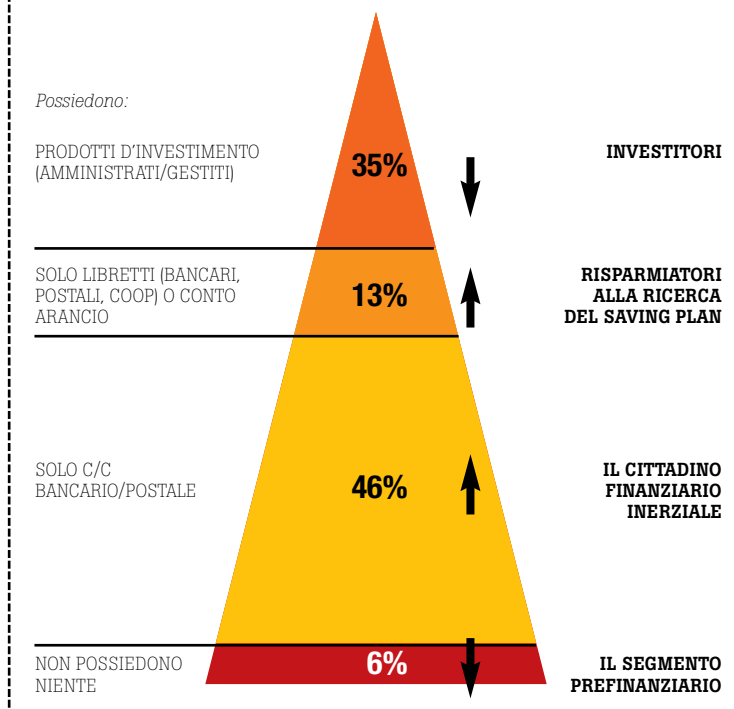 Possiedono:
PRODOTTI D'INVESTIMENTO
(AMMINISTRATI/GESTITI)
35%
INVESTITORI
SOLO LIBRETTI (BANCARI,
POSTALI, COOP) O CONTO
ARANCIO
13%
RISPARMIATORI
ALLA RICERCA
DEL SAVING PLAN
SOLO C/C
BANCARIO/POSTALE
46%
IL CITTADINO
FINANZIARIO
INERZIALE
NON POSSIEDONO
NIENTE
6%
IL SEGMENTO
PREFINANZIARIO